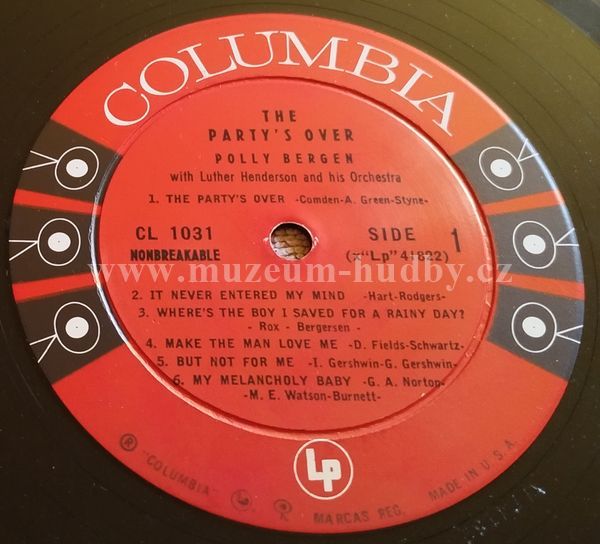 COLUMBIA
THE
PARTY'S OVER
POLLY BERGEN
with Luther Henderson and his Orchestra
1. THE PARTY'S OVER -Comden-A. Green-Styne-
CL 1031
NONBREAKABLE
SIDE 1
(x"Lp"41822)
www.muzeum-hudby.cz
2. IT NEVER ENTERED MY MIND -Hart-Rodgers-
3. WHERE'S THE BOY I SAVED FOR A RAINY DAY?
- Rox - Bergersen -
4. MAKE THE MAN LOVE ME -D. Fields-Schwartz-
5. BUT NOT FOR ME -I. Gershwin-G. Gershwin-
6. MY MELANCHOLY BABY -G. A. Norton-
-M. E. Watson-Burnett-
LP
® "COLUMBIA" MARCAS REG. MADE IN U. S. A.